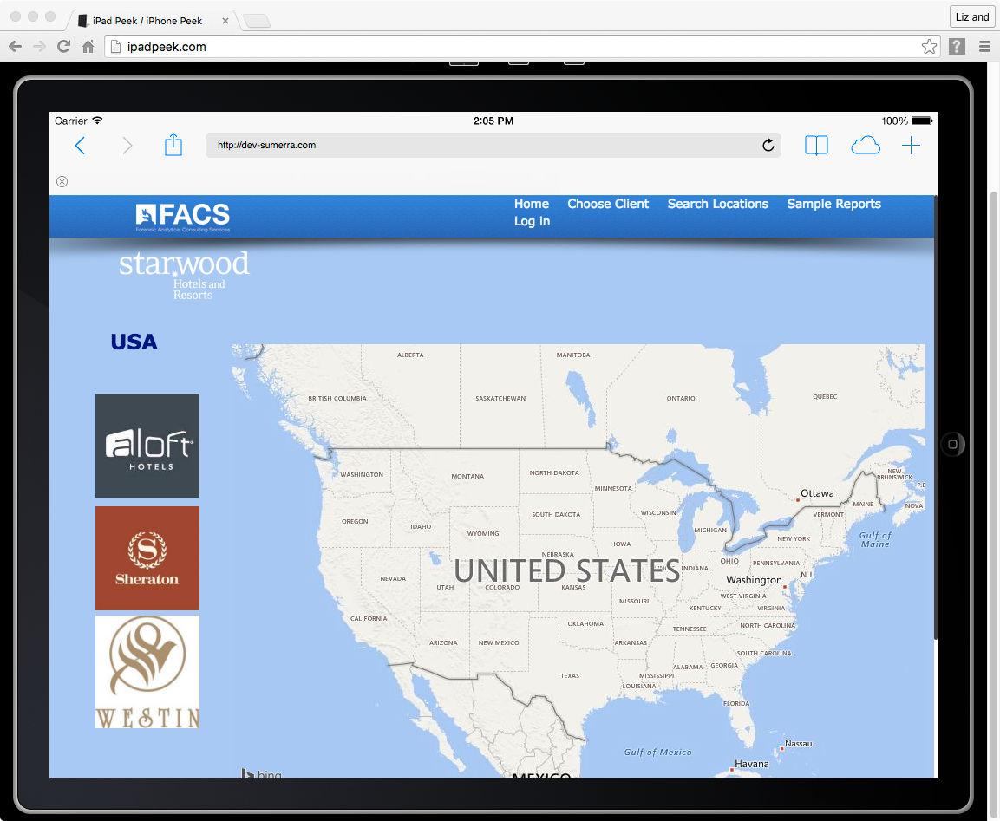 iPad Peek / iPhone Peek
Liz and
ipadpeek.com
Carrier 2:05 PM 100%
http://dev-sumerra.com
FACS
Forensic Analytical Consulting Services
Home Choose Client Search Locations Sample Reports
Log in
starwood
Hotels and
Resorts
USA
aloft
HOTELS
S
Sheraton
WESTIN
ALBERTA
MANITOBA
BRITISH COLUMBIA
SASKATCHEWAN
ONTARIO
QUEBEC
WASHINGTON
MONTANA
NORTH DAKOTA
MINNESOTA
Ottawa
NEW
BRUNSWICK
P.E
MAINE
NOVA
OREGON
IDAHO
WYOMING
SOUTH DAKOTA
WISCONSIN
MICHIGAN
VERMONT
NEW YORK
Gulf of
Maine
IOWA
NEBRASKA
UNITED STATES
INDIANA
OHIO
PENNSYLVANIA
N.J.
Washington
NEVADA
UTAH
COLORADO
KANSAS
MISSOURI
WEST VIRGINIA
KENTUCKY
VIRGINIA
CALIFORNIA
OKLAHOMA
TENNESSEE
NORTH CAROLINA
ARIZONA
NEW MEXICO
ARKANSAS
SOUTH CAROLINA
TEXAS
MISSISSIPPI
ALABAMA
GEORGIA
LOUISIANA
FLORIDA
Gulf of Mexico
Nassau
Havana
bing
MEXICO